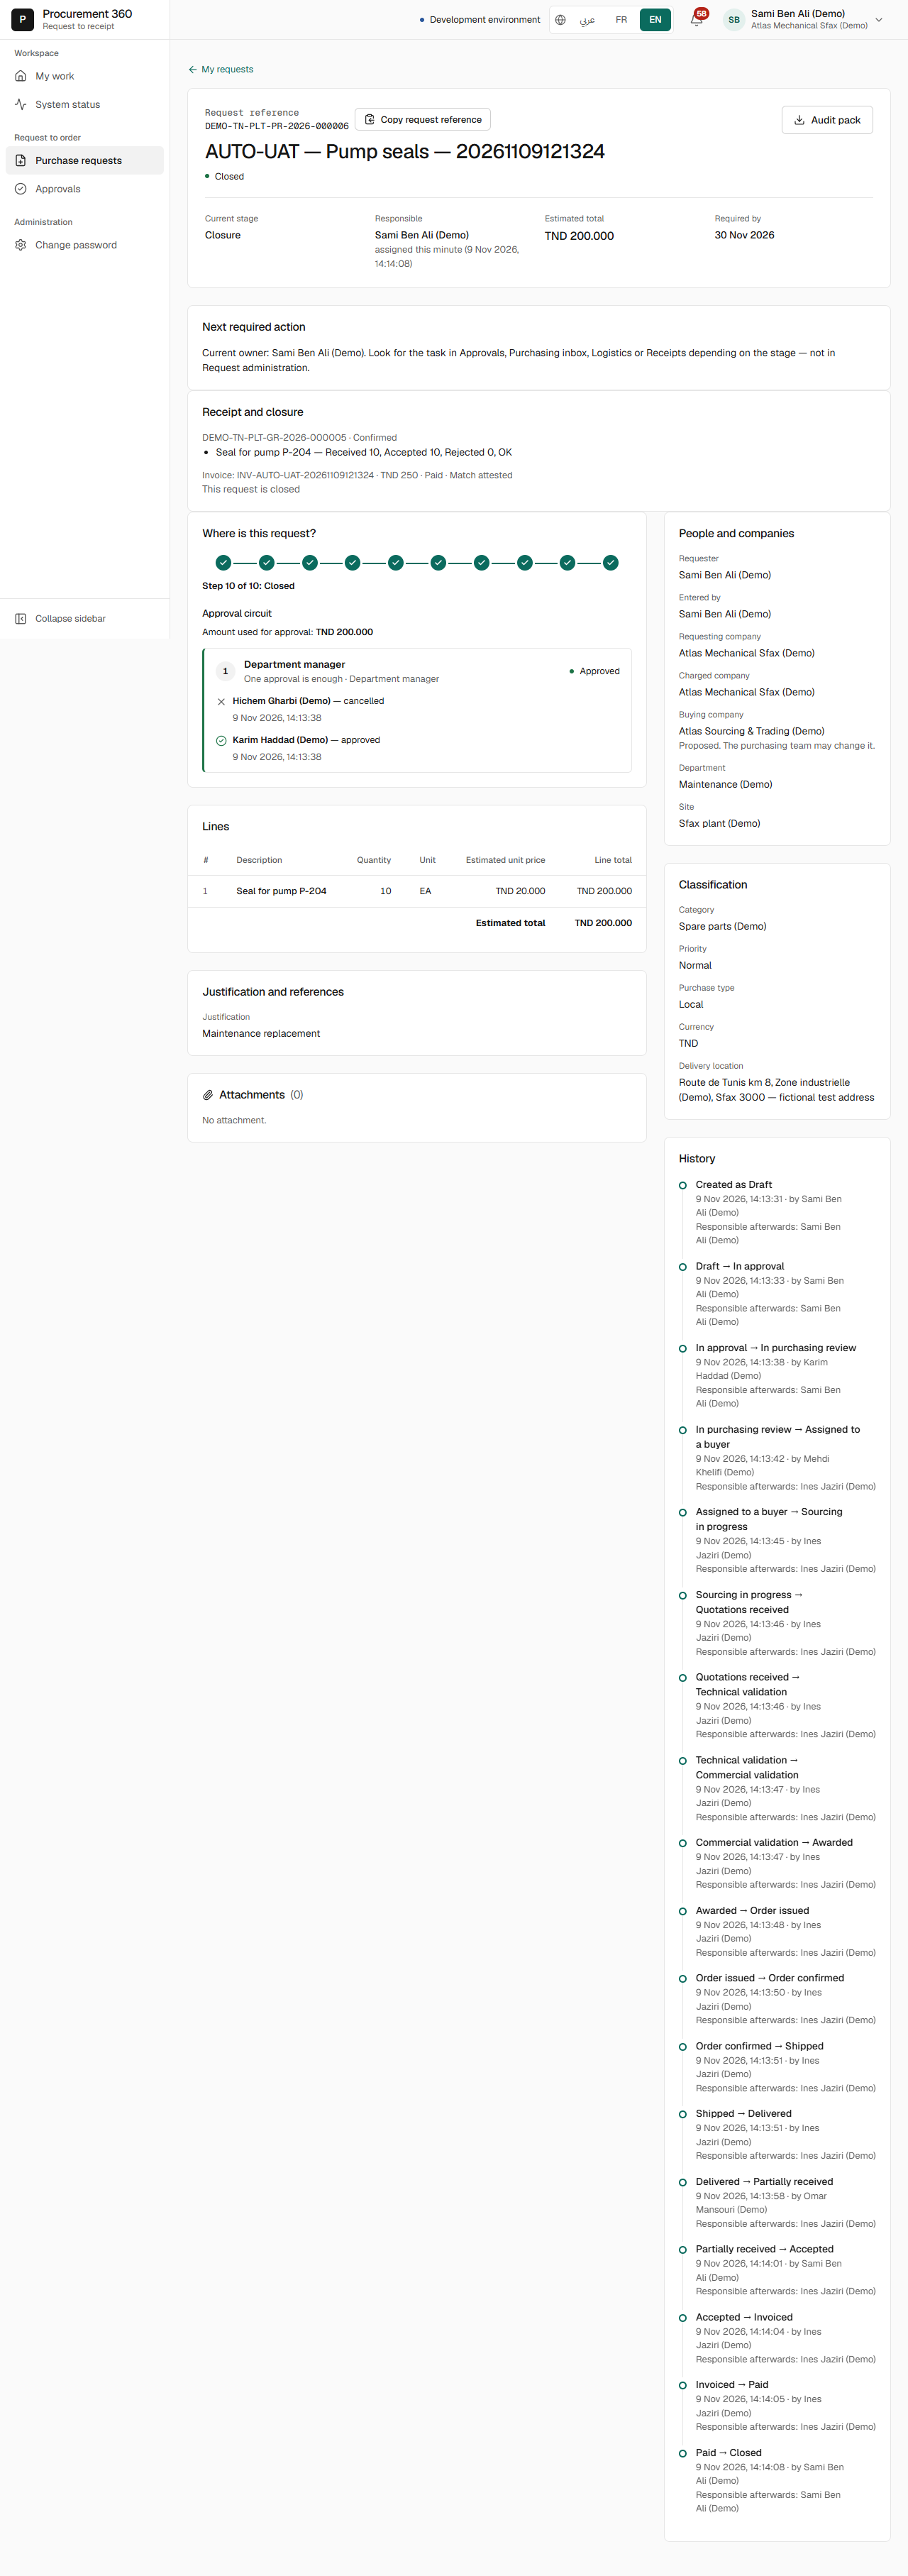 P
Procurement 360
Request to receipt
Development environment
عربي
FR
EN
58
SB
Sami Ben Ali (Demo)
Atlas Mechanical Sfax (Demo)
Workspace
My work
System status
Request to order
Purchase requests
Approvals
Administration
Change password
Collapse sidebar
← My requests
Request reference
DEMO-TN-PLT-PR-2026-000006
Copy request reference
Audit pack
AUTO-UAT — Pump seals — 20261109121324
Closed
Current stage
Closure
Responsible
Sami Ben Ali (Demo)
assigned this minute (9 Nov 2026,
14:14:08)
Estimated total
TND 200.000
Required by
30 Nov 2026
Next required action
Current owner: Sami Ben Ali (Demo). Look for the task in Approvals, Purchasing inbox, Logistics or Receipts depending on the stage — not in
Request administration.
Receipt and closure
DEMO-TN-PLT-GR-2026-000005 · Confirmed
• Seal for pump P-204 — Received 10, Accepted 10, Rejected 0, OK
Invoice: INV-AUTO-UAT-20261109121324 · TND 250 · Paid · Match attested
This request is closed
Where is this request?
Step 10 of 10: Closed
Approval circuit
Amount used for approval: TND 200.000
1
Department manager
One approval is enough · Department manager
Approved
Hichem Gharbi (Demo) — cancelled
9 Nov 2026, 14:13:38
Karim Haddad (Demo) — approved
9 Nov 2026, 14:13:38
Lines
# Description Quantity Unit Estimated unit price Line total
1 Seal for pump P-204 10 EA TND 20.000 TND 200.000
Estimated total TND 200.000
Justification and references
Justification
Maintenance replacement
Attachments (0)
No attachment.
People and companies
Requester
Sami Ben Ali (Demo)
Entered by
Sami Ben Ali (Demo)
Requesting company
Atlas Mechanical Sfax (Demo)
Charged company
Atlas Mechanical Sfax (Demo)
Buying company
Atlas Sourcing & Trading (Demo)
Proposed. The purchasing team may change it.
Department
Maintenance (Demo)
Site
Sfax plant (Demo)
Classification
Category
Spare parts (Demo)
Priority
Normal
Purchase type
Local
Currency
TND
Delivery location
Route de Tunis km 8, Zone industrielle
(Demo), Sfax 3000 — fictional test address
History
Created as Draft
9 Nov 2026, 14:13:31 · by Sami Ben
Ali (Demo)
Responsible afterwards: Sami Ben
Ali (Demo)
Draft → In approval
9 Nov 2026, 14:13:33 · by Sami Ben
Ali (Demo)
Responsible afterwards: Sami Ben
Ali (Demo)
In approval → In purchasing review
9 Nov 2026, 14:13:38 · by Karim
Haddad (Demo)
Responsible afterwards: Sami Ben
Ali (Demo)
In purchasing review → Assigned to
a buyer
9 Nov 2026, 14:13:42 · by Mehdi
Khelifi (Demo)
Responsible afterwards: Ines Jaziri (Demo)
Assigned to a buyer → Sourcing
in progress
9 Nov 2026, 14:13:45 · by Ines
Jaziri (Demo)
Responsible afterwards: Ines Jaziri (Demo)
Sourcing in progress →
Quotations received
9 Nov 2026, 14:13:46 · by Ines
Jaziri (Demo)
Responsible afterwards: Ines Jaziri (Demo)
Quotations received →
Technical validation
9 Nov 2026, 14:13:46 · by Ines
Jaziri (Demo)
Responsible afterwards: Ines Jaziri (Demo)
Technical validation →
Commercial validation
9 Nov 2026, 14:13:47 · by Ines
Jaziri (Demo)
Responsible afterwards: Ines Jaziri (Demo)
Commercial validation → Awarded
9 Nov 2026, 14:13:47 · by Ines
Jaziri (Demo)
Responsible afterwards: Ines Jaziri (Demo)
Awarded → Order issued
9 Nov 2026, 14:13:48 · by Ines
Jaziri (Demo)
Responsible afterwards: Ines Jaziri (Demo)
Order issued → Order confirmed
9 Nov 2026, 14:13:50 · by Ines
Jaziri (Demo)
Responsible afterwards: Ines Jaziri (Demo)
Order confirmed → Shipped
9 Nov 2026, 14:13:51 · by Ines
Jaziri (Demo)
Responsible afterwards: Ines Jaziri (Demo)
Shipped → Delivered
9 Nov 2026, 14:13:51 · by Ines
Jaziri (Demo)
Responsible afterwards: Ines Jaziri (Demo)
Delivered → Partially received
9 Nov 2026, 14:13:58 · by Omar
Mansouri (Demo)
Responsible afterwards: Ines Jaziri (Demo)
Partially received → Accepted
9 Nov 2026, 14:14:01 · by Sami Ben
Ali (Demo)
Responsible afterwards: Ines Jaziri (Demo)
Accepted → Invoiced
9 Nov 2026, 14:14:04 · by Ines
Jaziri (Demo)
Responsible afterwards: Ines Jaziri (Demo)
Invoiced → Paid
9 Nov 2026, 14:14:05 · by Ines
Jaziri (Demo)
Responsible afterwards: Ines Jaziri (Demo)
Paid → Closed
9 Nov 2026, 14:14:08 · by Sami Ben
Ali (Demo)
Responsible afterwards: Sami Ben
Ali (Demo)